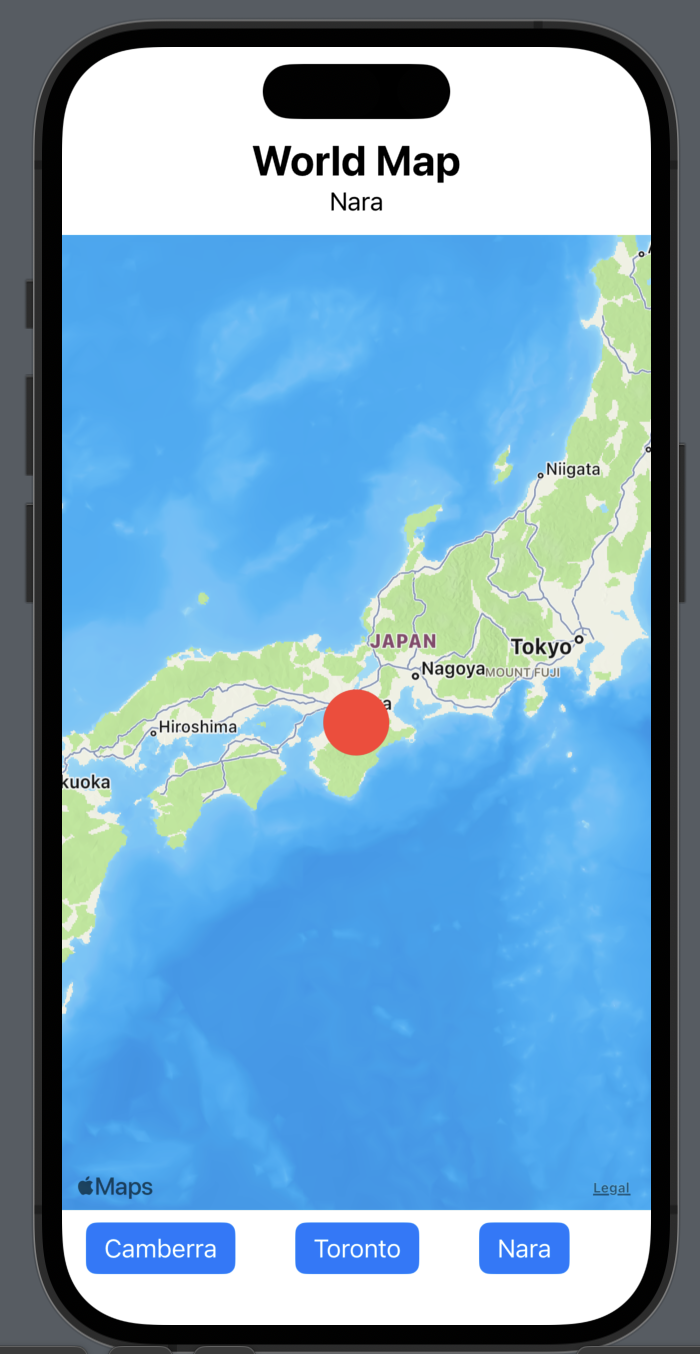 World Map
Nara
Niigata
JAPAN
Tokyo
Nagoya
MOUNT FUJI
Hiroshima
kuoka
Maps
Legal
Camberra
Toronto
Nara